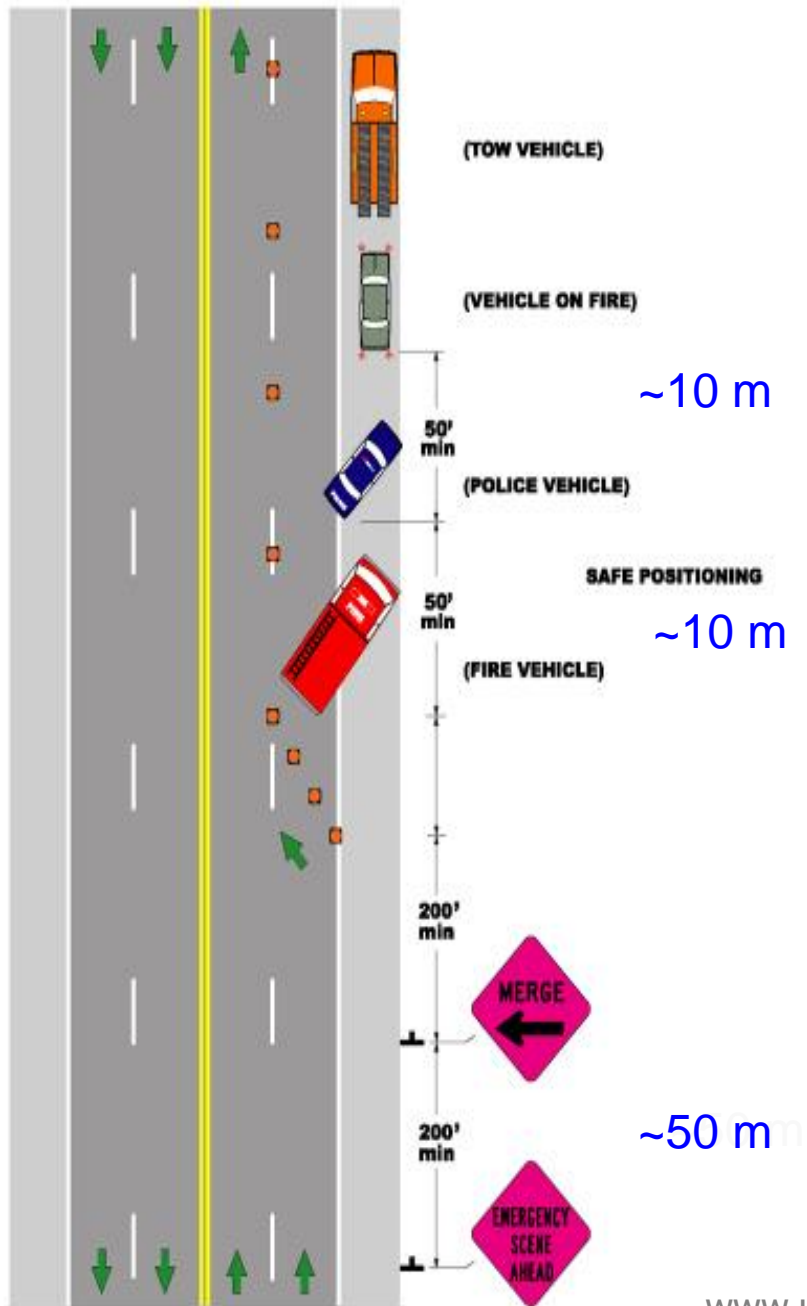 (TOW VEHICLE)
(VEHICLE ON FIRE)
~10 m
50'
min
(POLICE VEHICLE)
SAFE POSITIONING
50'
min
~10 m
(FIRE VEHICLE)
200'
min
MERGE
200'
min
~50 m
EMERGENCY
SCENE
AHEAD